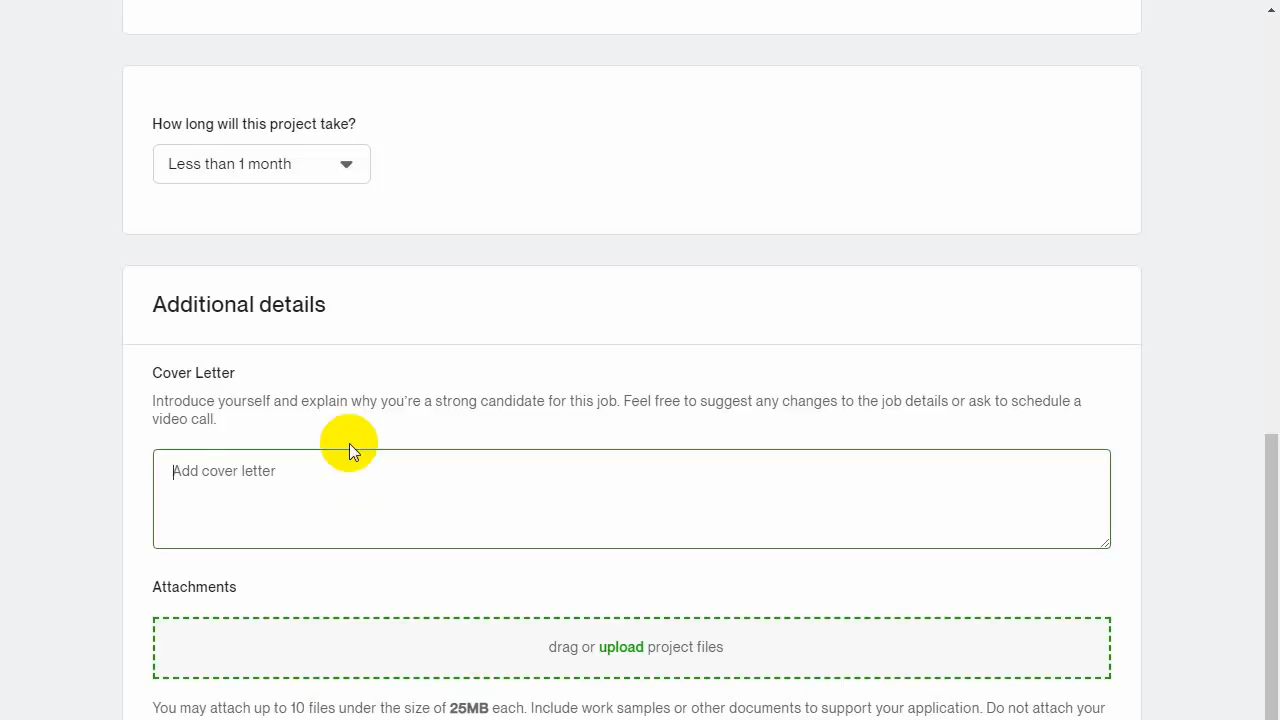 How long will this project take?
Less than 1 month
Additional details
Cover Letter
Introduce yourself and explain why you're a strong candidate for this job. Feel free to suggest any changes to the job details or ask to schedule a
video call.
Add cover letter
Attachments
drag or upload project files
You may attach up to 10 files under the size of 25MB each. Include work samples or other documents to support your application. Do not attach your